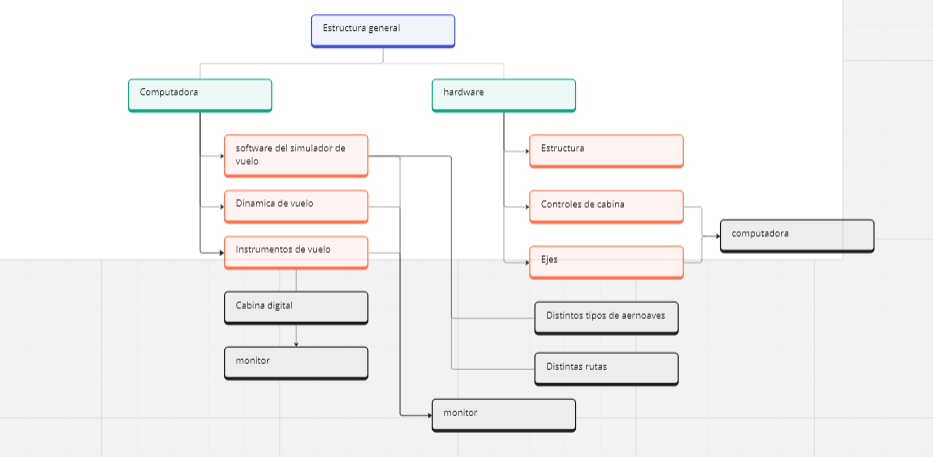 Estructura general
Computadora
hardware
software del simulador de
vuelo
Estructura
Dinamica de vuelo
Controles de cabina
computadora
Instrumentos de vuelo
Ejes
Cabina digital
Distintos tipos de aernoaves
monitor
Distintas rutas
monitor